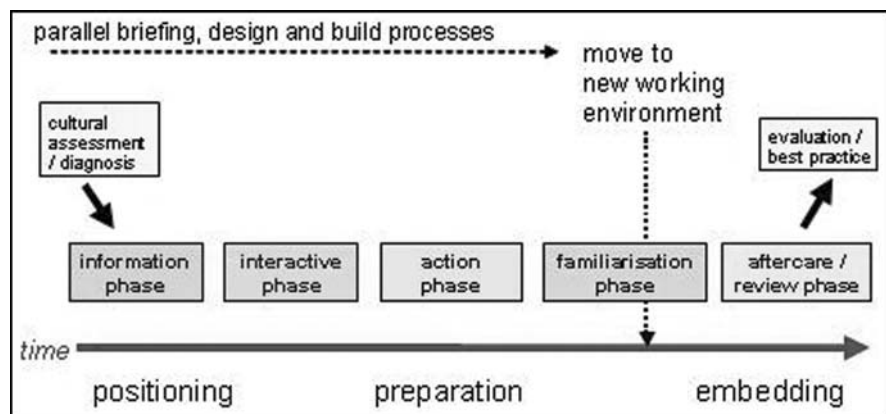 parallel briefing, design and build processes
move to
new working
environment
cultural
assessment
/ diagnosis
evaluation /
best practice
information
phase
interactive
phase
action
phase
familiarisation
phase
aftercare /
review phase
time
positioning
preparation
embedding